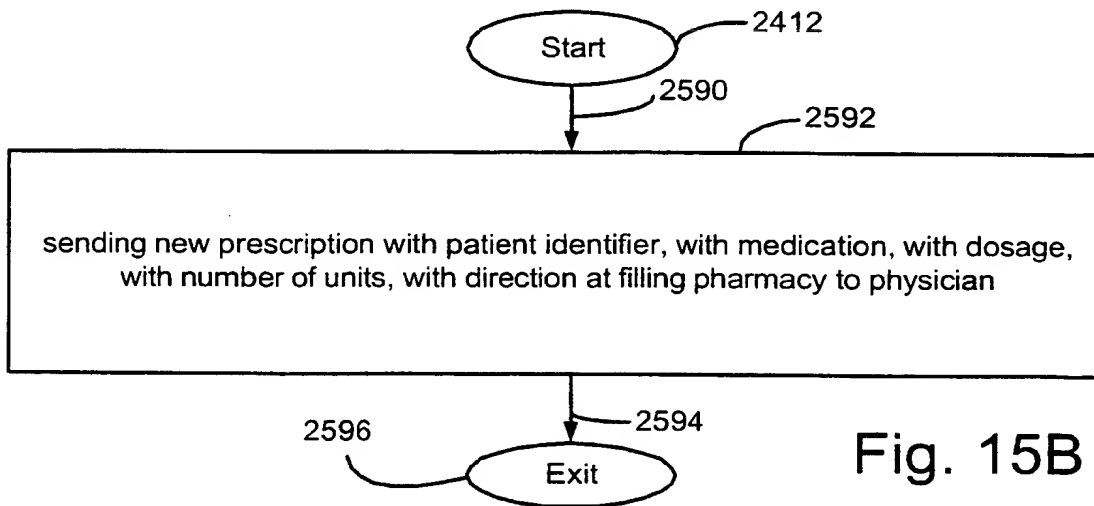 Start
2412
2590
2592
sending new prescription with patient identifier, with medication, with dosage,
with number of units, with direction at filling pharmacy to physician
2594
2596
Exit
Fig. 15B